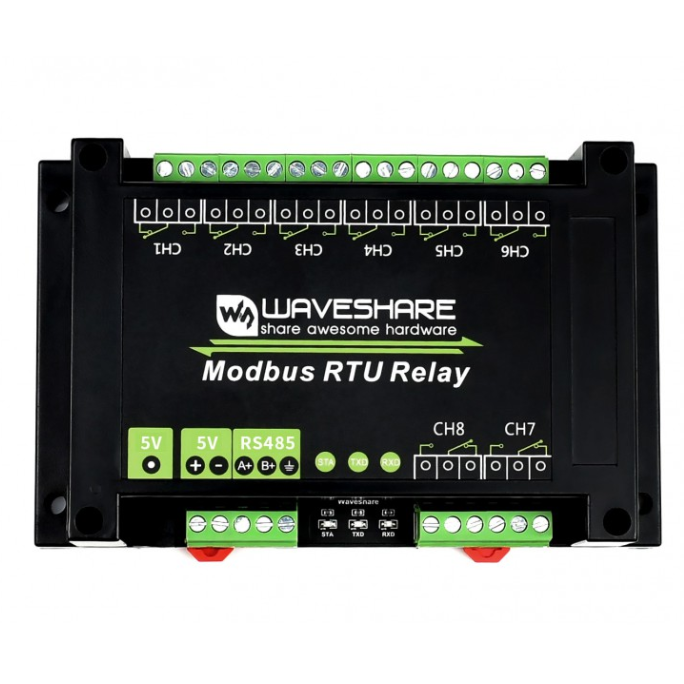 CH1 CH2 CH3 CH4 CH5 CH6
WAVESHARE
share awesome hardware
Modbus RTU Relay
CH8 CH7
5V 5V RS485
+ - A+ B+
STA TXD RXD
Waveshare
STA TXD RXD